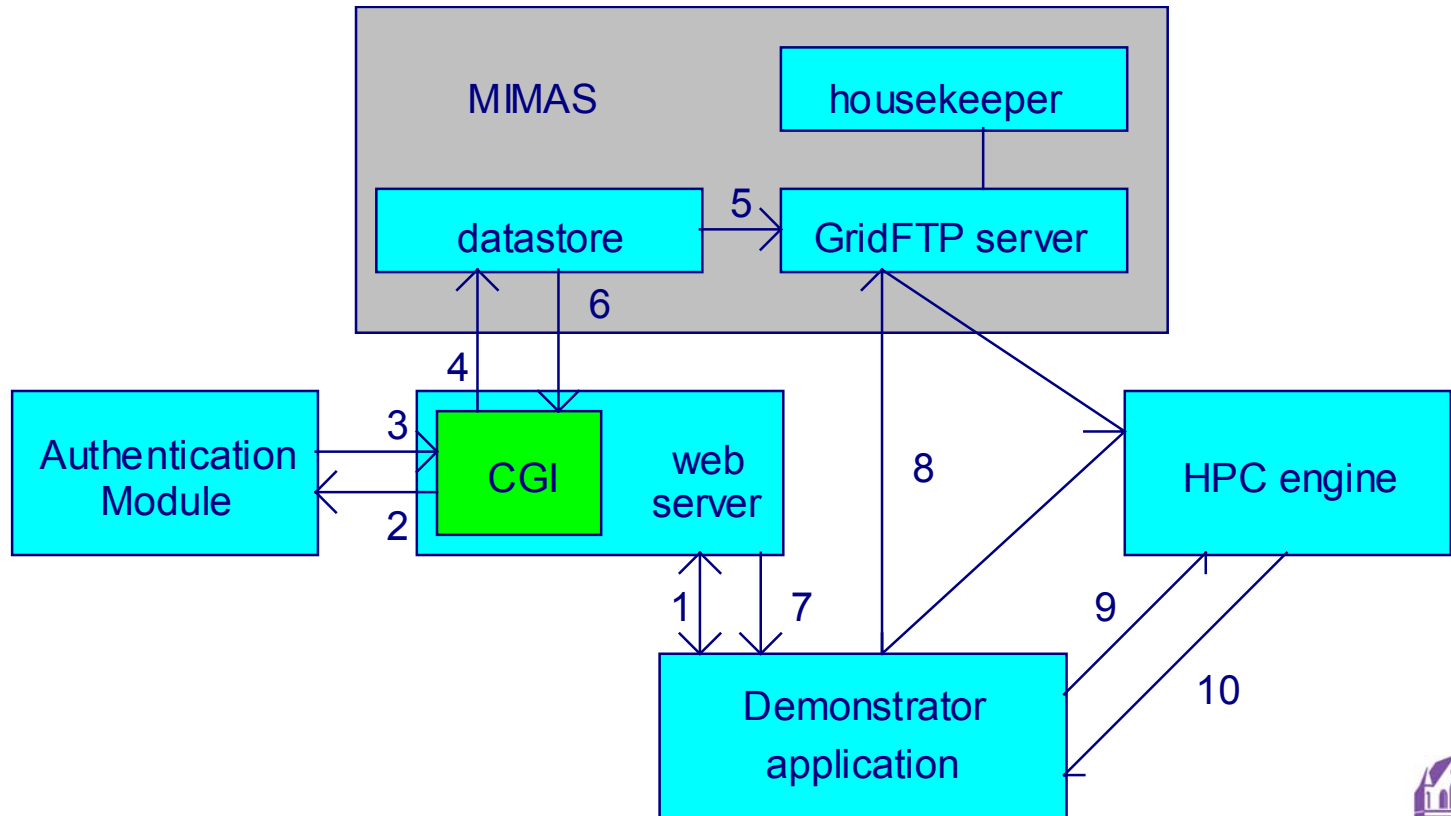 MIMAS
housekeeper
datastore
5
GridFTP server
6
4
Authentication
Module
3
2
CGI
web
server
8
HPC engine
1
7
9
10
Demonstrator
application